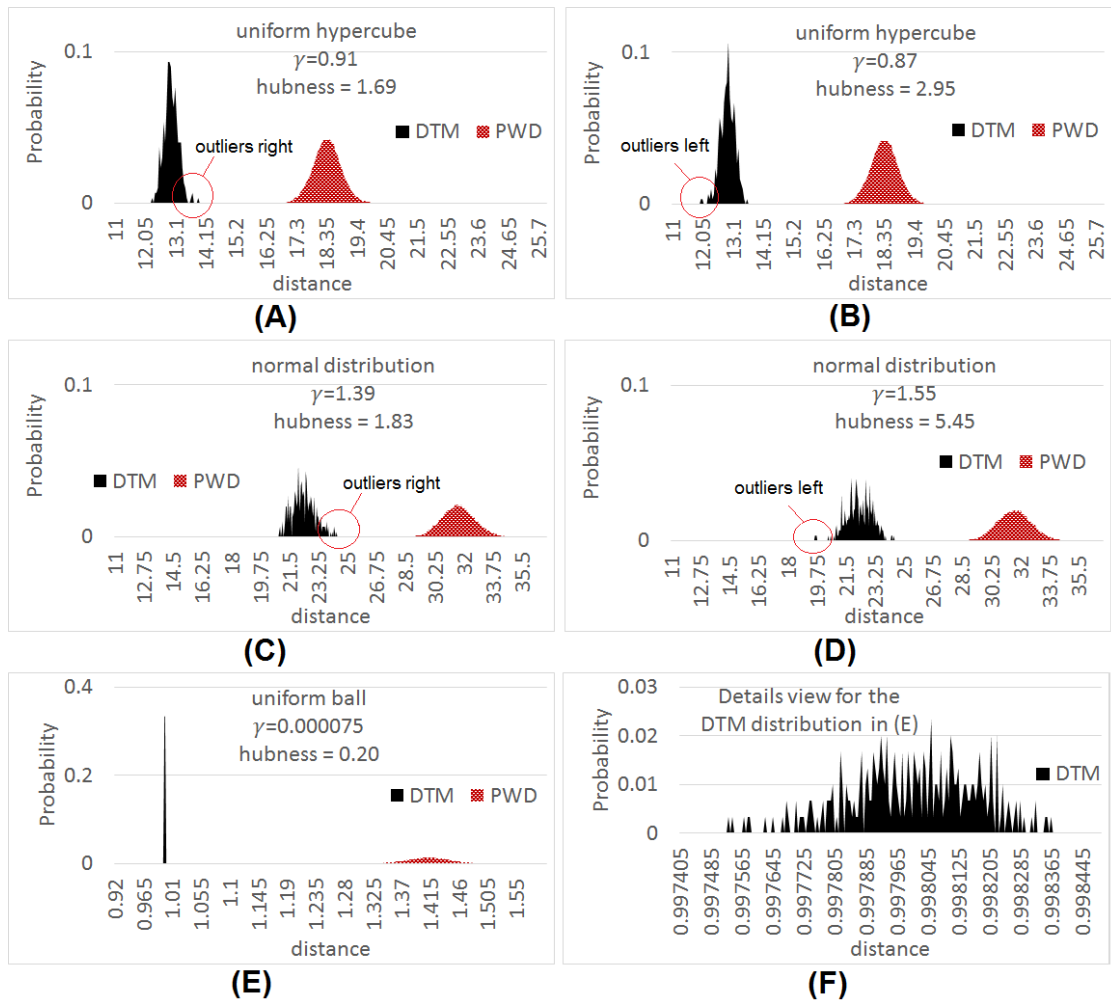 uniform hypercube
γ=0.91
hubness = 1.69
Probability
0.1
0
DTM PWD
outliers right
11 12.05 13.1 14.15 15.2 16.25 17.3 18.35 19.4 20.45 21.5 22.55 23.6 24.65 25.7
distance
(A)
uniform hypercube
γ=0.87
hubness = 2.95
Probability
0.1
0
DTM PWD
outliers left
11 12.05 13.1 14.15 15.2 16.25 17.3 18.35 19.4 20.45 21.5 22.55 23.6 24.65 25.7
distance
(B)
normal distribution
γ=1.39
hubness = 1.83
Probability
0.1
0
DTM PWD
outliers right
11 12.75 14.5 16.25 18 19.75 21.5 23.25 25 26.75 28.5 30.25 32 33.75 35.5
distance
(C)
normal distribution
γ=1.55
hubness = 5.45
Probability
0.1
0
DTM PWD
outliers left
11 12.75 14.5 16.25 18 19.75 21.5 23.25 25 26.75 28.5 30.25 32 33.75 35.5
distance
(D)
uniform ball
γ=0.000075
hubness = 0.20
Probability
0.4
0.2
0
DTM PWD
0.92 0.965 1.01 1.055 1.1 1.145 1.19 1.235 1.28 1.325 1.37 1.415 1.46 1.505 1.55
distance
(E)
Details view for the
DTM distribution in (E)
Probability
0.03
0.02
0.01
0
DTM
0.997405 0.997485 0.997565 0.997645 0.997725 0.997805 0.997885 0.997965 0.998045 0.998125 0.998205 0.998285 0.998365 0.998445
distance
(F)